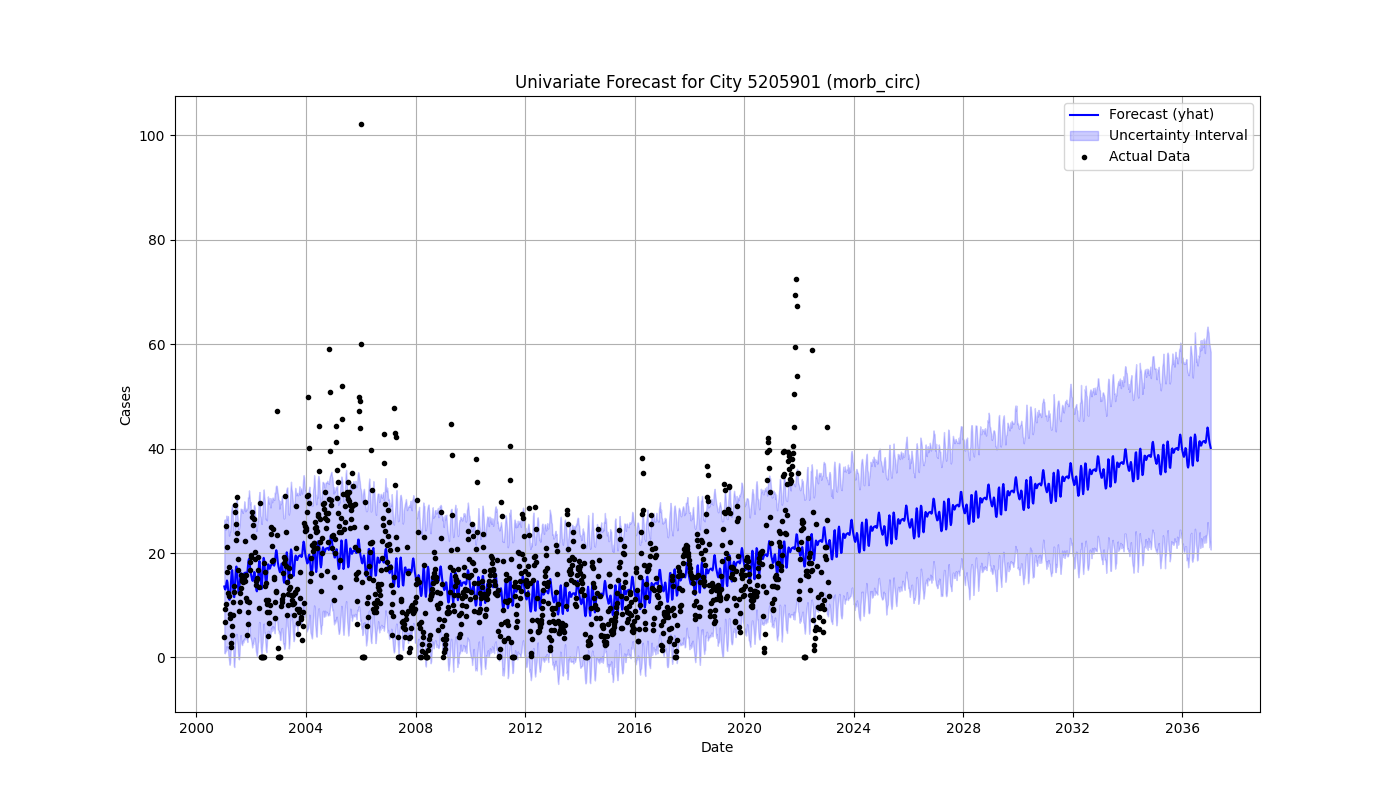 Univariate Forecast for City 5205901 (morb_circ)
Forecast (yhat)
Uncertainty Interval
Actual Data
100
80
60
40
20
0
Cases
2000 2004 2008 2012 2016 2020 2024 2028 2032 2036
Date